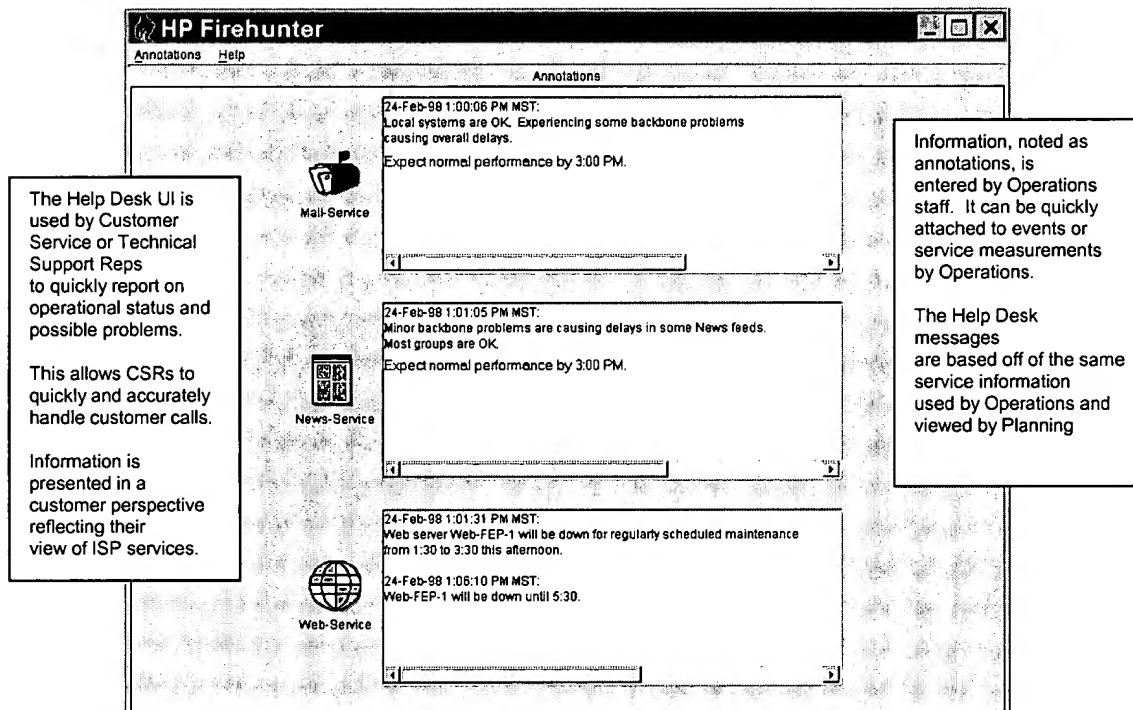 HP Firehunter
Annotations Help
Annotations
The Help Desk UI is
used by Customer
Service or Technical
Support Reps
to quickly report on
operational status and
possible problems.
This allows CSRs to
quickly and accurately
handle customer calls.
Information is
presented in a
customer perspective
reflecting their
view of ISP services.
Mail-Service
24-Feb-98 1:00:06 PM MST:
Local systems are OK. Experiencing some backbone problems
causing overall delays.
Expect normal performance by 3:00 PM.
News-Service
24-Feb-98 1:01:05 PM MST:
Minor backbone problems are causing delays in some News feeds.
Most groups are OK.
Expect normal performance by 3:00 PM.
Web-Service
24-Feb-98 1:01:31 PM MST:
Web server Web-FEP-1 will be down for regularly scheduled maintenance
from 1:30 to 3:30 this afternoon.
24-Feb-98 1:06:10 PM MST:
Web-FEP-1 will be down until 5:30.
Information, noted as
annotations, is
entered by Operations
staff. It can be quickly
attached to events or
service measurements
by Operations.
The Help Desk
messages
are based off of the same
service information
used by Operations and
viewed by Planning